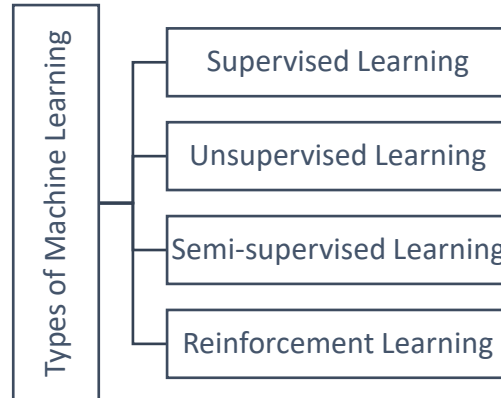 Types of Machine Learning
Supervised Learning
Unsupervised Learning
Semi-supervised Learning
Reinforcement Learning